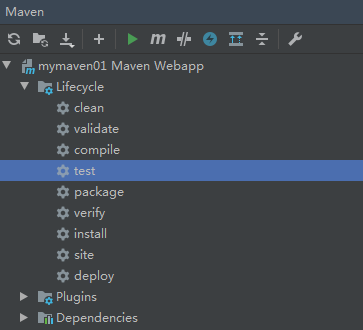 Maven
mymaven01 Maven Webapp
Lifecycle
clean
validate
compile
test
package
verify
install
site
deploy
Plugins
Dependencies